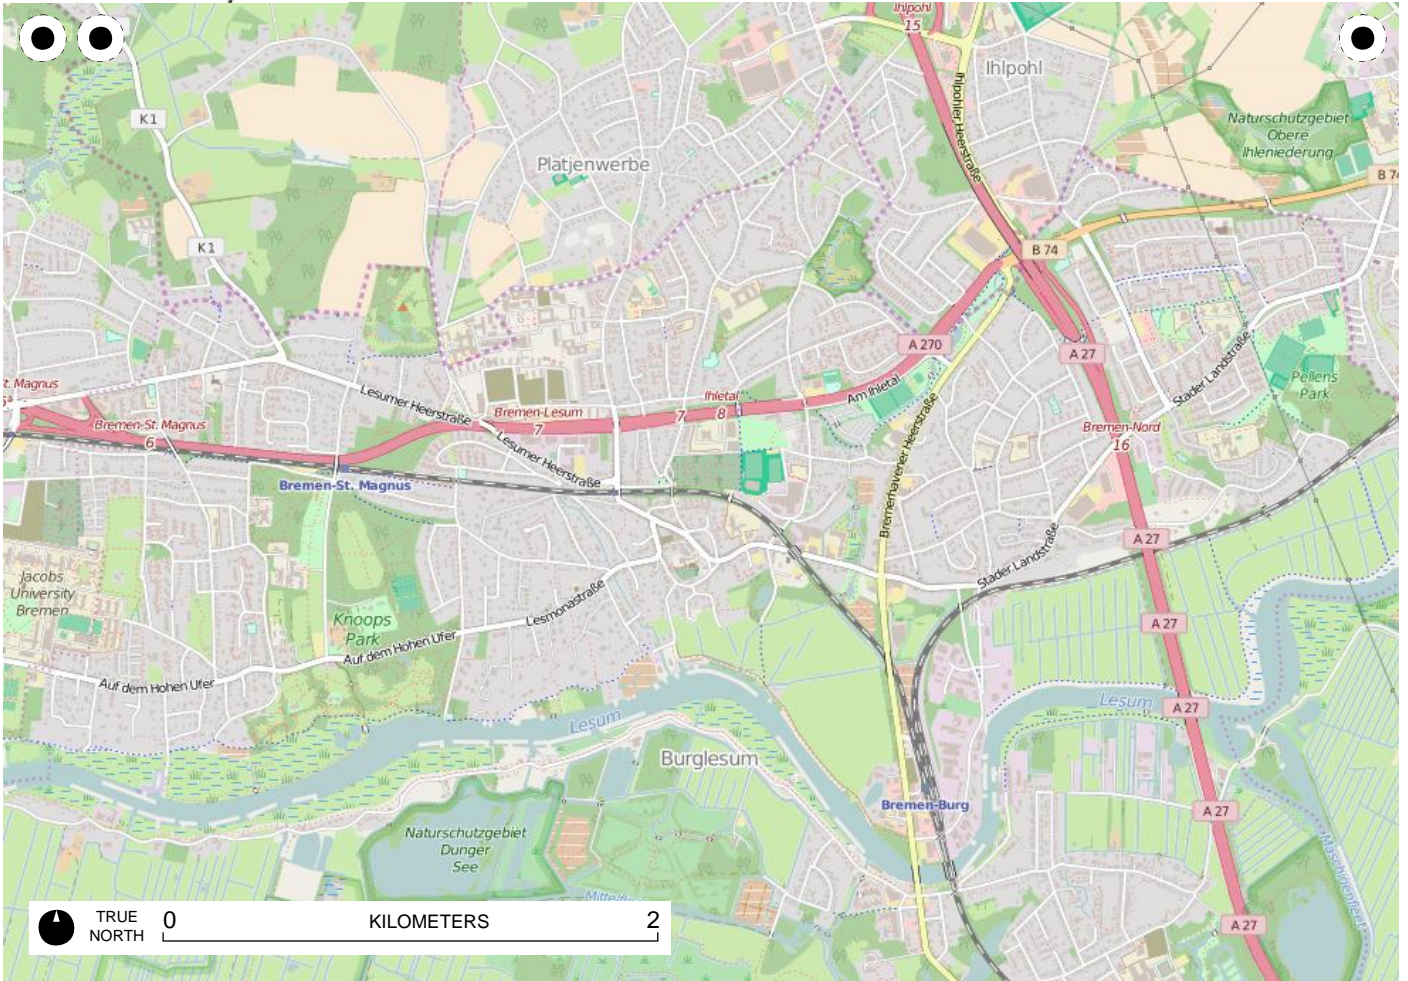 Ihlpohl
15
Ihlpohl
Ihlpohler Heerstraße
K 1
Naturschutzgebiet
Obere
Ihleniederung
Platjenwerbe
B 74
K 1
B 74
A 270
A 27
Stader Landstraße
Pellens
Park
St. Magnus
Lesumer Heerstraße
Am Ihletal
Ihletal
7
8
Bremen-Lesum
7
Bremen-St. Magnus
6
Bremen-Nord
16
Lesumer Heerstraße
Bremerhavener Heerstraße
Bremen-St. Magnus
A 27
Stader Landstraße
Jacobs
University
Bremen
Lesmonastraße
Knoops
Park
A 27
Auf dem Hohen Ufer
Auf dem Hohen Ufer
Lesum
Lesum
A 27
Burglesum
Bremen-Burg
A 27
Naturschutzgebiet
Dunger
See
Maschinenfleet
A 27
TRUE
NORTH
0
KILOMETERS
2